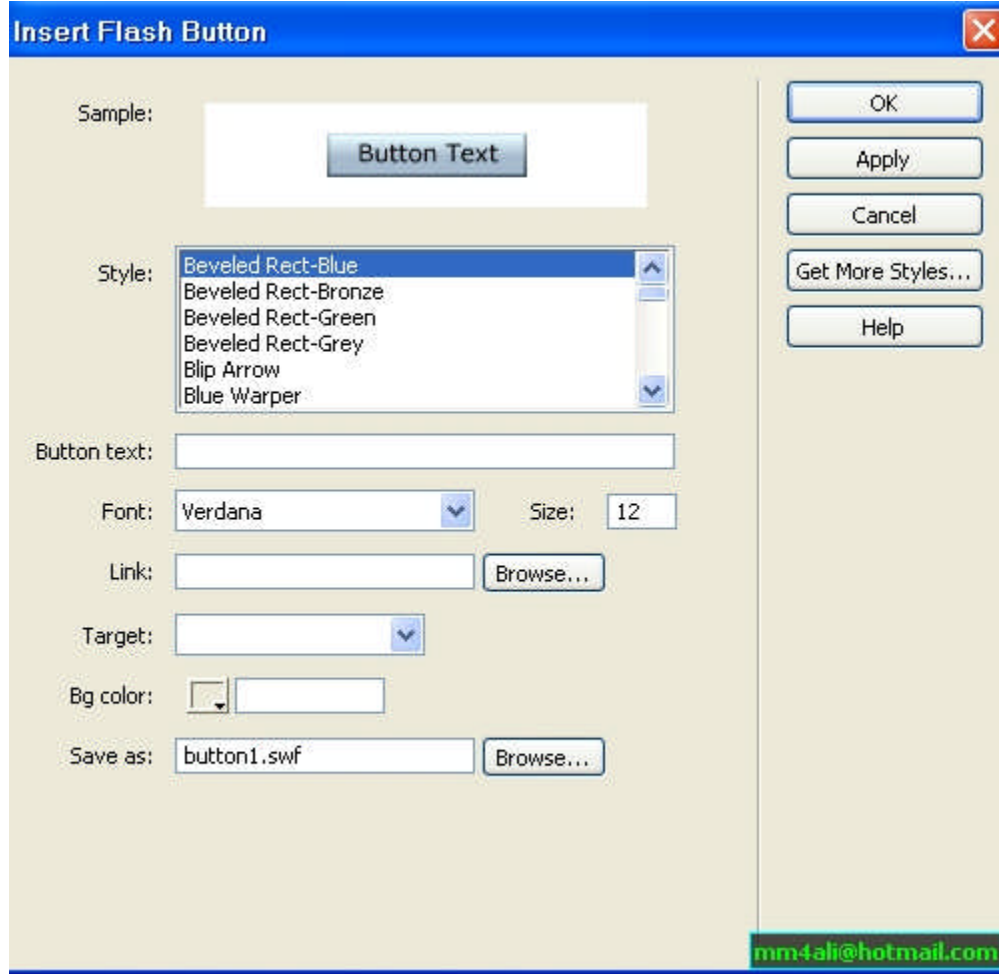 Insert Flash Button
Sample:
Button Text
Style:
Beveled Rect-Blue
Beveled Rect-Bronze
Beveled Rect-Green
Beveled Rect-Grey
Blip Arrow
Blue Warper
Button text:
Font: Verdana Size: 12
Link: Browse...
Target:
Bg color:
Save as: button1.swf Browse...
OK
Apply
Cancel
Get More Styles...
Help
mm4ali@hotmail.com